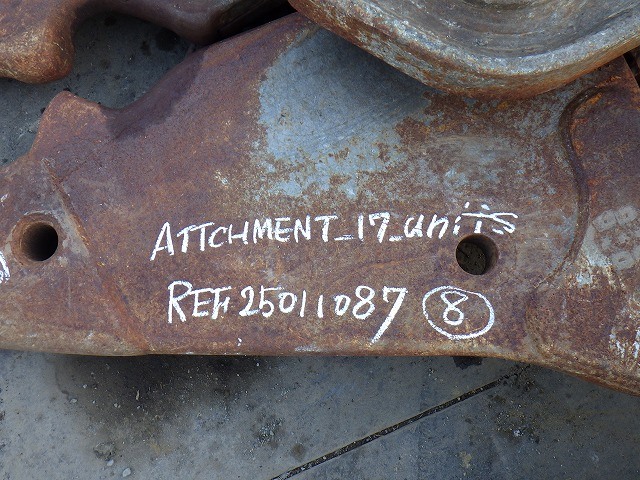 ATTCHMENT_17_units
REF.25011087 ⑧